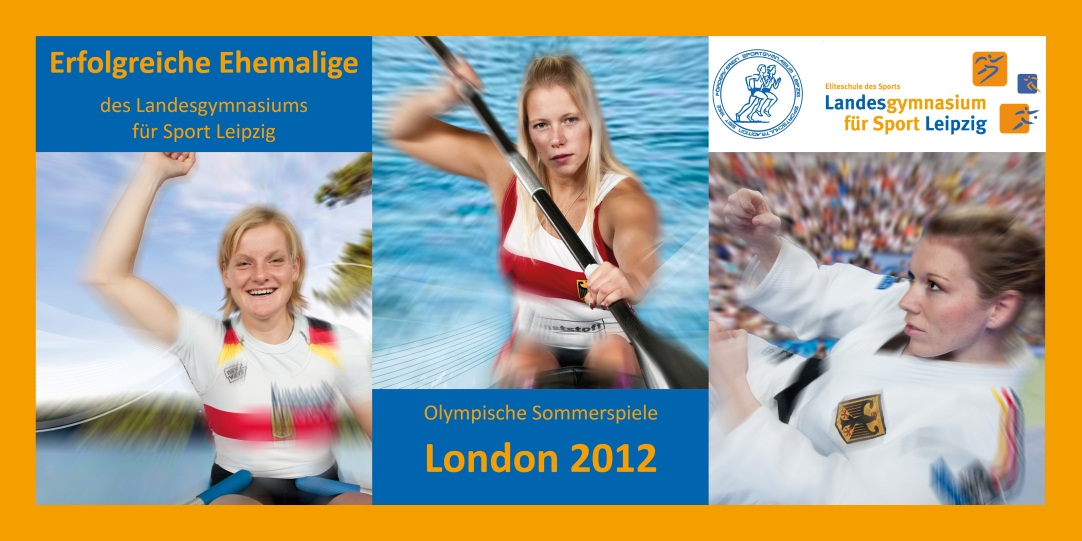 Erfolgreiche Ehemalige
des Landesgymnasiums
für Sport Leipzig
Olympische Sommerspiele
London 2012
Eliteschule des Sports
Landesgymnasium
für Sport Leipzig